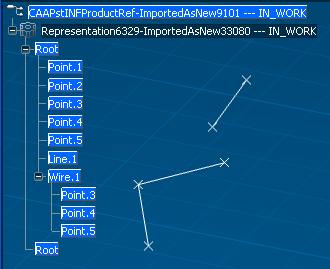 CAAPstINFProductRef-ImportedAsNew9101 --- IN_WORK
Representation6329-ImportedAsNew33080 --- IN_WORK
Root
Point.1
Point.2
Point.3
Point.4
Point.5
Line.1
Wire.1
Point.3
Point.4
Point.5
Root